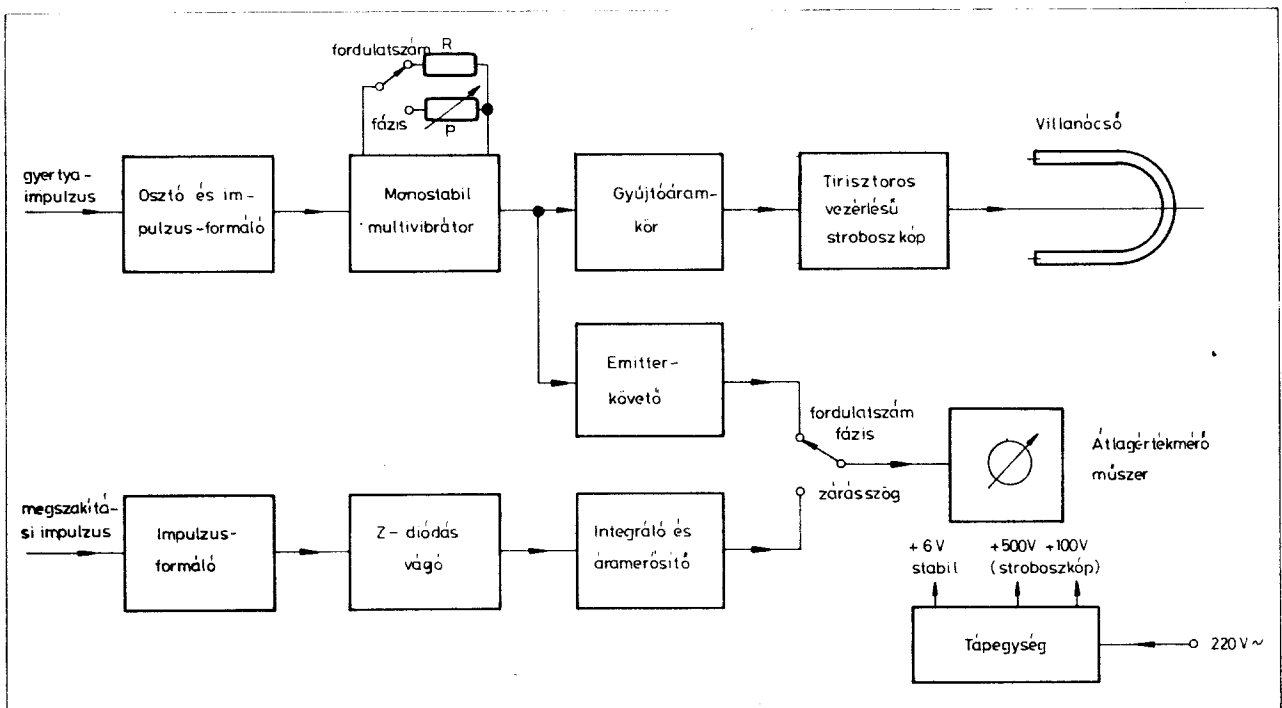 fordulatszám
R
fázis
P
gyertya-
impulzus
Osztó és im-
pulzus-formáló
Monostabil
multivibrátor
Gyújtóáram-
kör
Tirisztoros
vezérlésű
stroboszkóp
Villanócső
Emitter-
követő
fordulatszám
fázis
zárásszög
Átlagértékmérő
műszer
megszakítá-
si impulzus
Impulzus-
formáló
Z-diódás
vágó
Integráló és
áramerősítő
+6V
stabil
+500V +100V
(stroboszkóp)
Tápegység
220V~